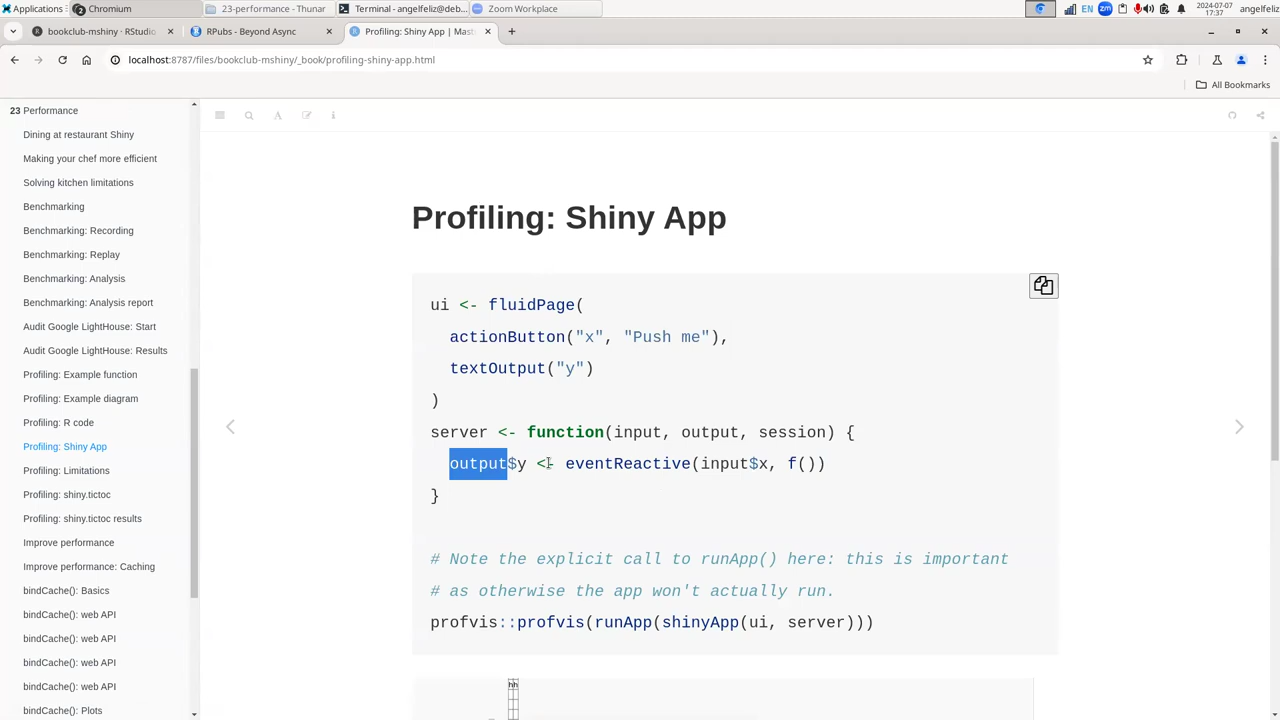 Applications
Chromium
23-performance - Thunar
Terminal - angelfeliz@deb...
Zoom Workplace
EN
zm
2024-07-07
17:37
angelfeliz
bookclub-mshiny · RStudio
RPubs - Beyond Async
Profiling: Shiny App | Mast
localhost:8787/files/bookclub-mshiny/_book/profiling-shiny-app.html
All Bookmarks
23 Performance
Dining at restaurant Shiny
Making your chef more efficient
Solving kitchen limitations
Benchmarking
Benchmarking: Recording
Benchmarking: Replay
Benchmarking: Analysis
Benchmarking: Analysis report
Audit Google LightHouse: Start
Audit Google LightHouse: Results
Profiling: Example function
Profiling: Example diagram
Profiling: R code
Profiling: Shiny App
Profiling: Limitations
Profiling: shiny.tictoc
Profiling: shiny.tictoc results
Improve performance
Improve performance: Caching
bindCache(): Basics
bindCache(): web API
bindCache(): web API
bindCache(): web API
bindCache(): web API
bindCache(): Plots
Profiling: Shiny App
ui <- fluidPage(
actionButton("x", "Push me"),
textOutput("y")
)
server <- function(input, output, session) {
output$y <- eventReactive(input$x, f())
}
# Note the explicit call to runApp() here: this is important
# as otherwise the app won't actually run.
profvis::profvis(runApp(shinyApp(ui, server)))